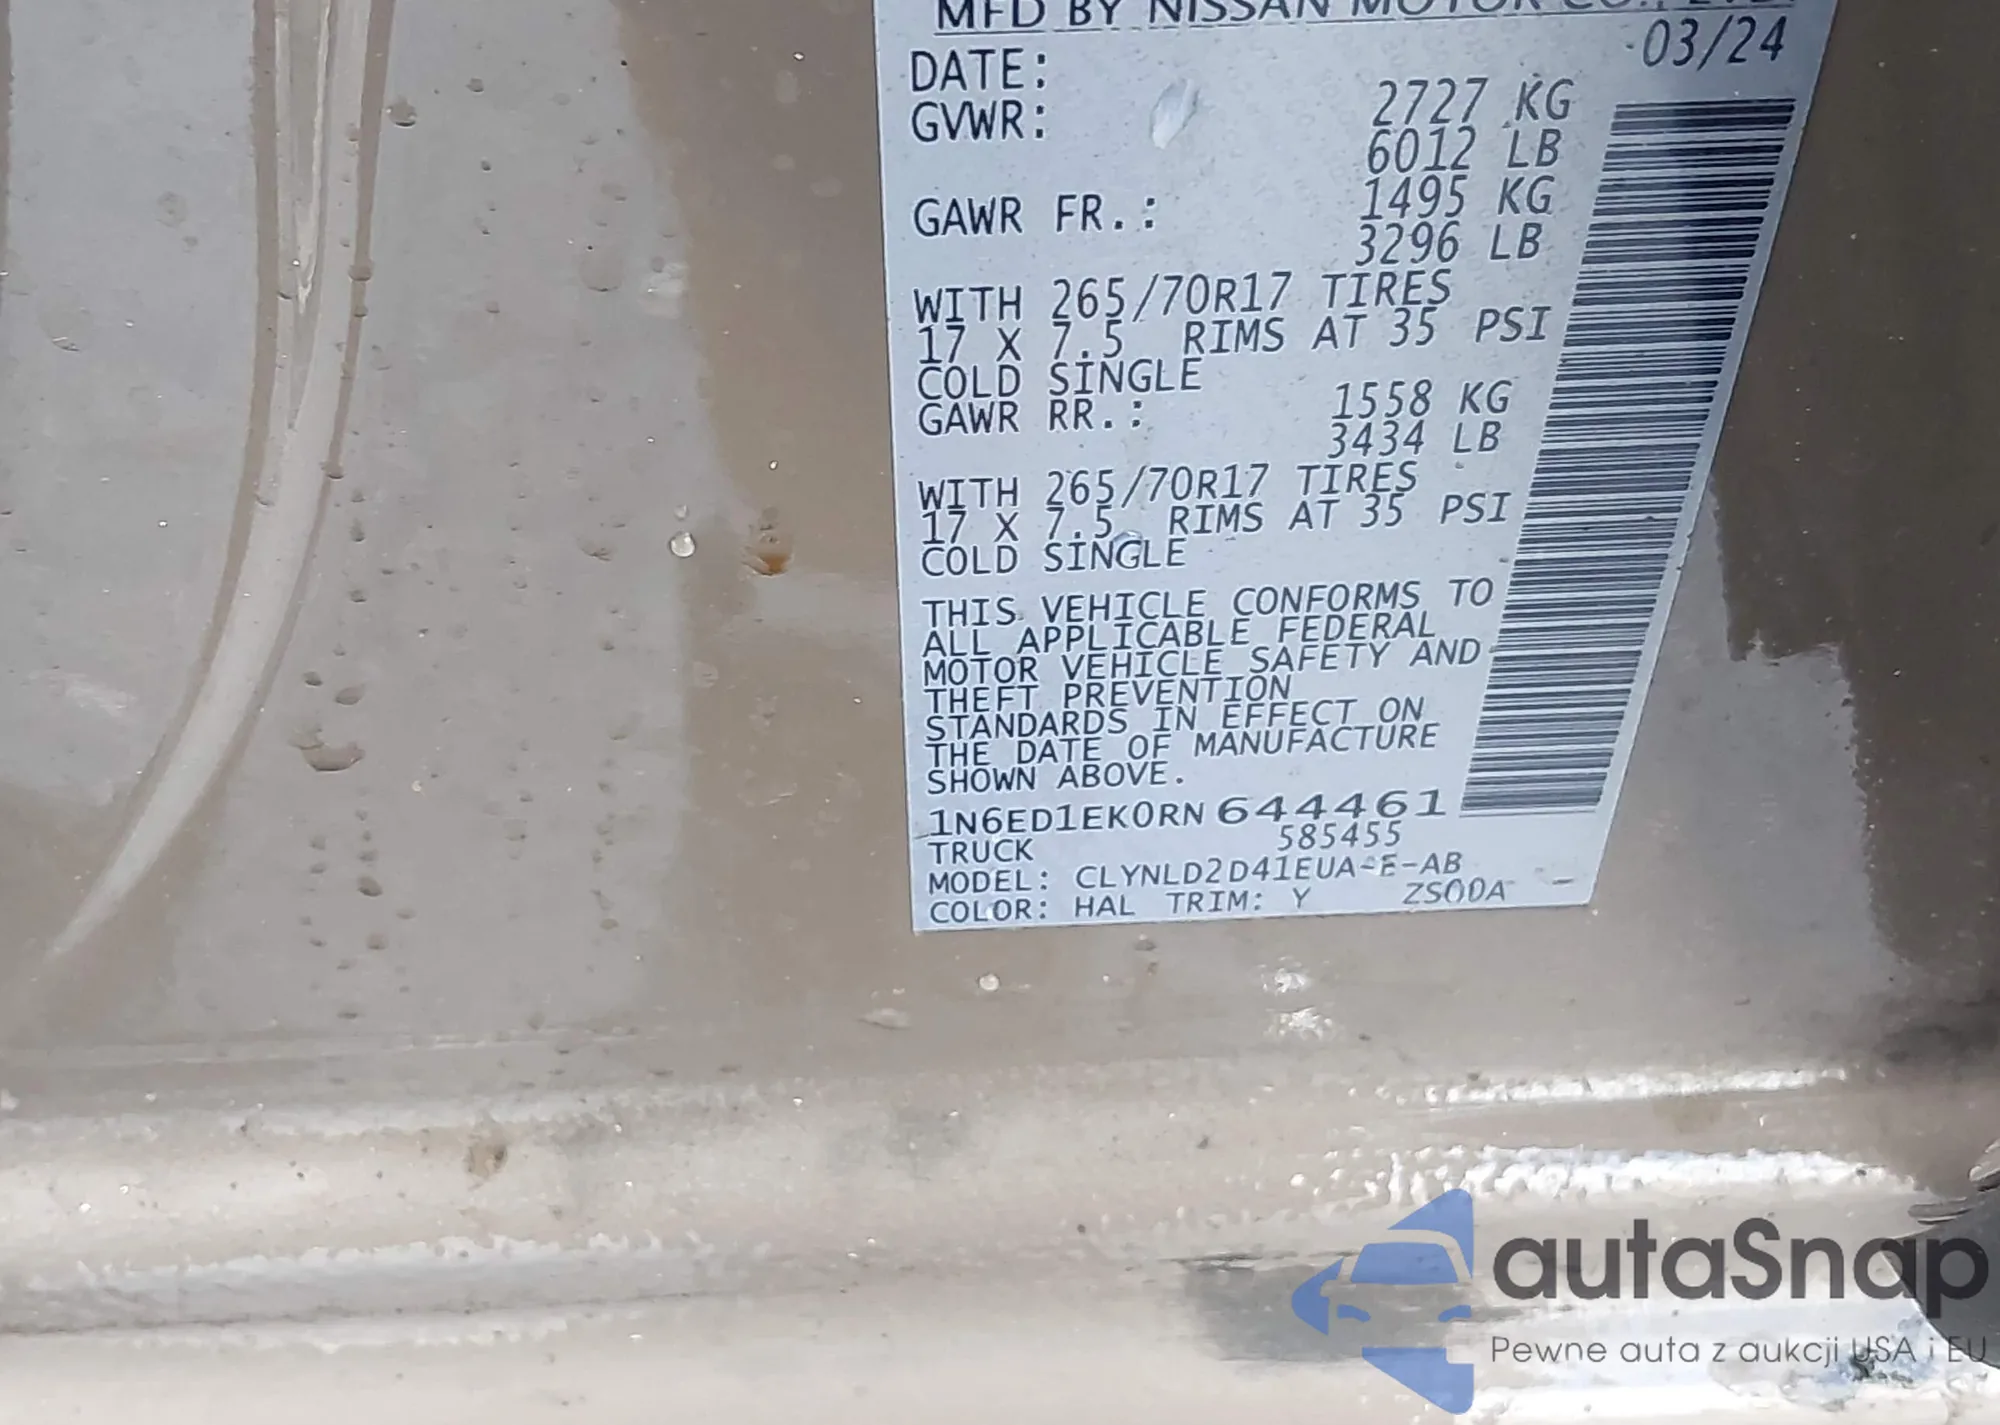 MFD BY NISSAN MOTOR CO., LTD.
DATE: 03/24
GVWR: 2727 KG
6012 LB
GAWR FR.: 1495 KG
3296 LB
WITH 265/70R17 TIRES
17 X 7.5 RIMS AT 35 PSI
COLD SINGLE
GAWR RR.: 1558 KG
3434 LB
WITH 265/70R17 TIRES
17 X 7.5 RIMS AT 35 PSI
COLD SINGLE
THIS VEHICLE CONFORMS TO
ALL APPLICABLE FEDERAL
MOTOR VEHICLE SAFETY AND
THEFT PREVENTION
STANDARDS IN EFFECT ON
THE DATE OF MANUFACTURE
SHOWN ABOVE.
1N6ED1EK0RN644461
TRUCK 585455
MODEL: CLYNLD2D41EUA-E-AB
COLOR: HAL TRIM: Y ZS00A -
autaSnap
Pewne auta z aukcji USA i EU